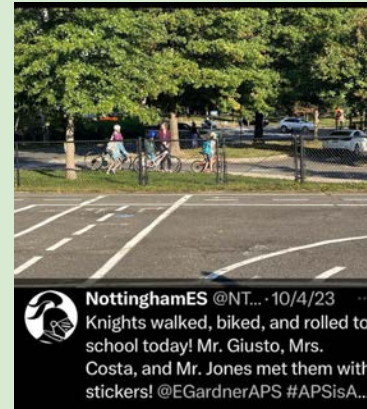 NottinghamES @NT... · 10/4/23
Knights walked, biked, and rolled to
school today! Mr. Giusto, Mrs.
Costa, and Mr. Jones met them with
stickers! @EGardnerAPS #APSisA...